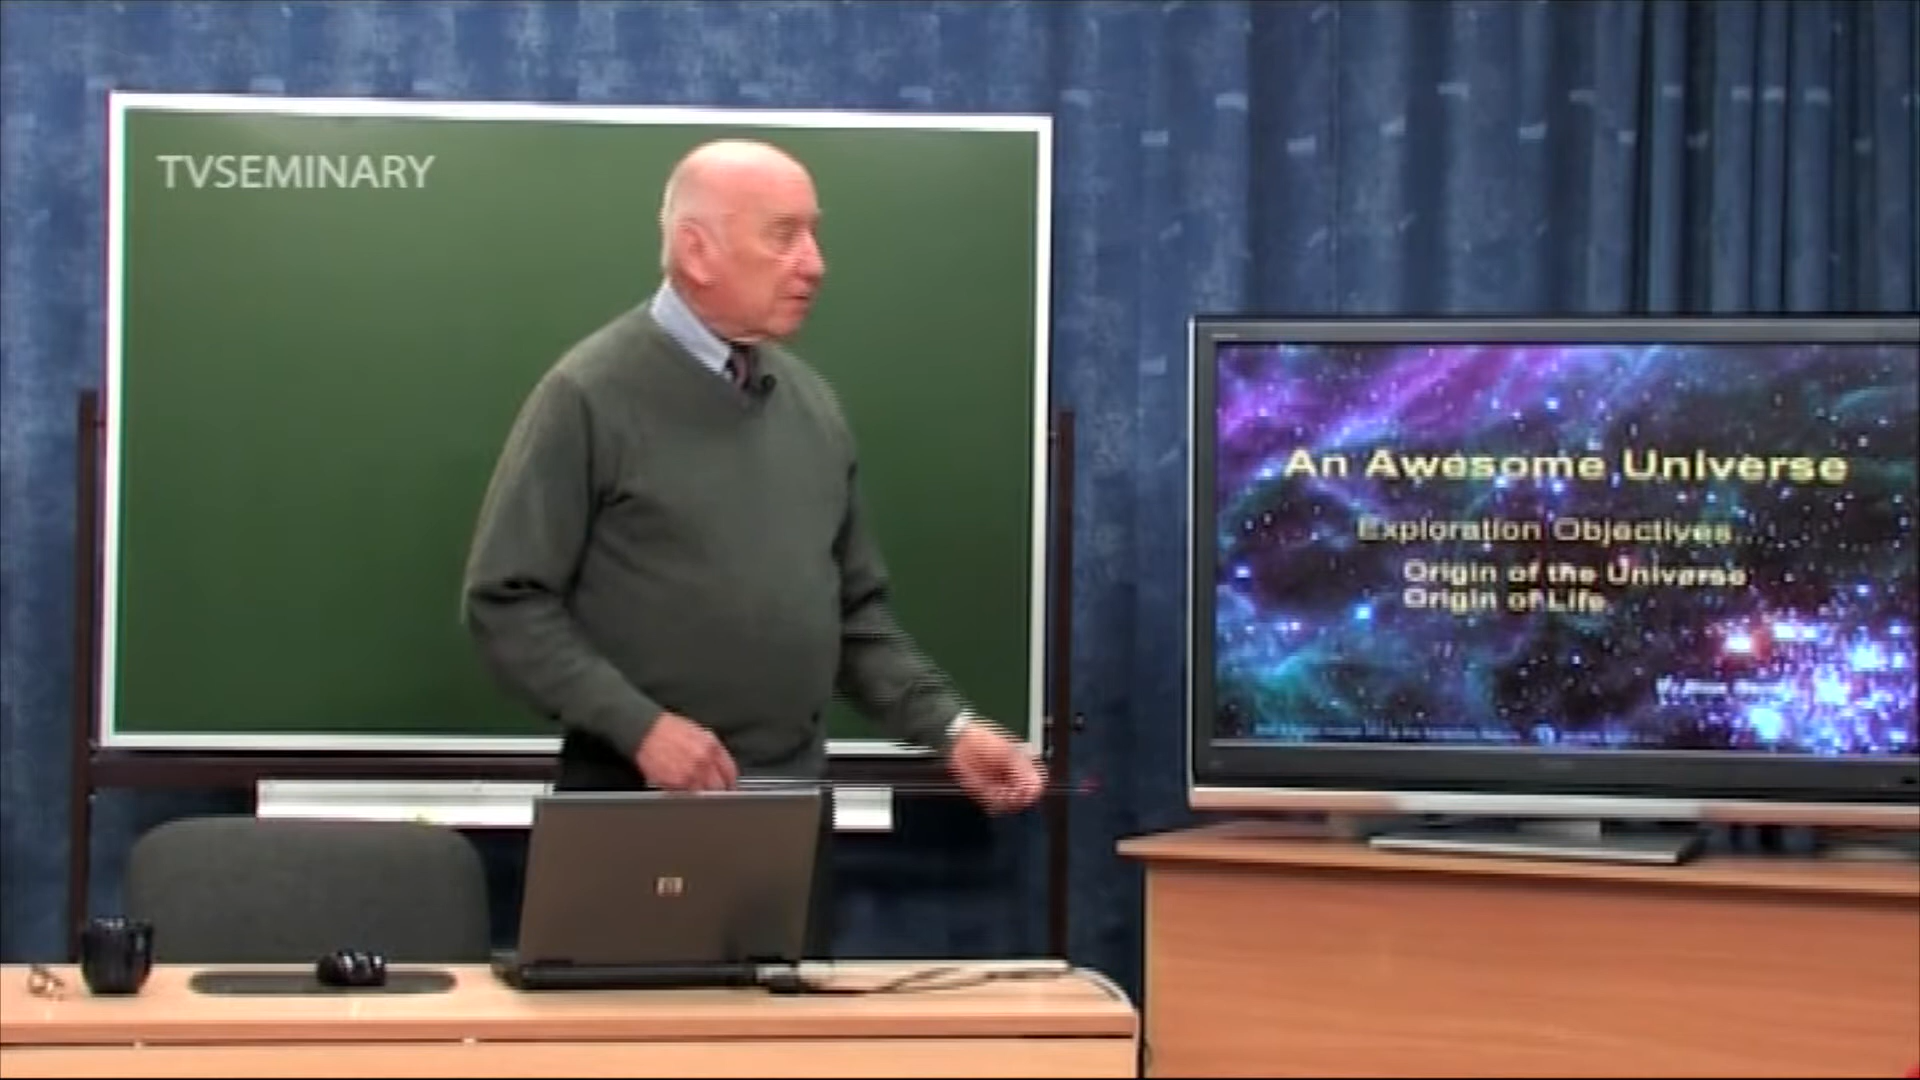 TVSEMINARY
An Awesome Universe
Exploration Objectives...
Origin of the Universe
Origin of Life